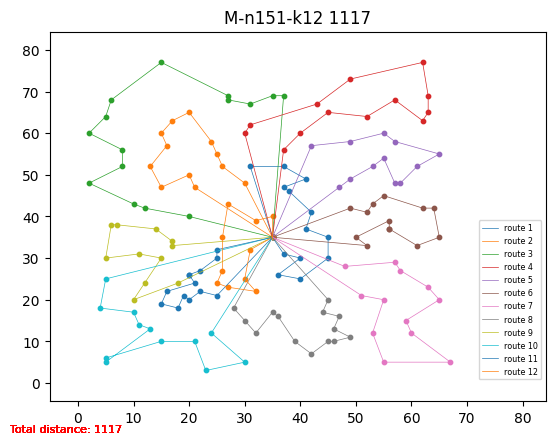 M-n151-k12 1117
80
70
60
50
40
30
20
10
0
0 10 20 30 40 50 60 70 80
route 1
route 2
route 3
route 4
route 5
route 6
route 7
route 8
route 9
route 10
route 11
route 12
Total distance: 1117